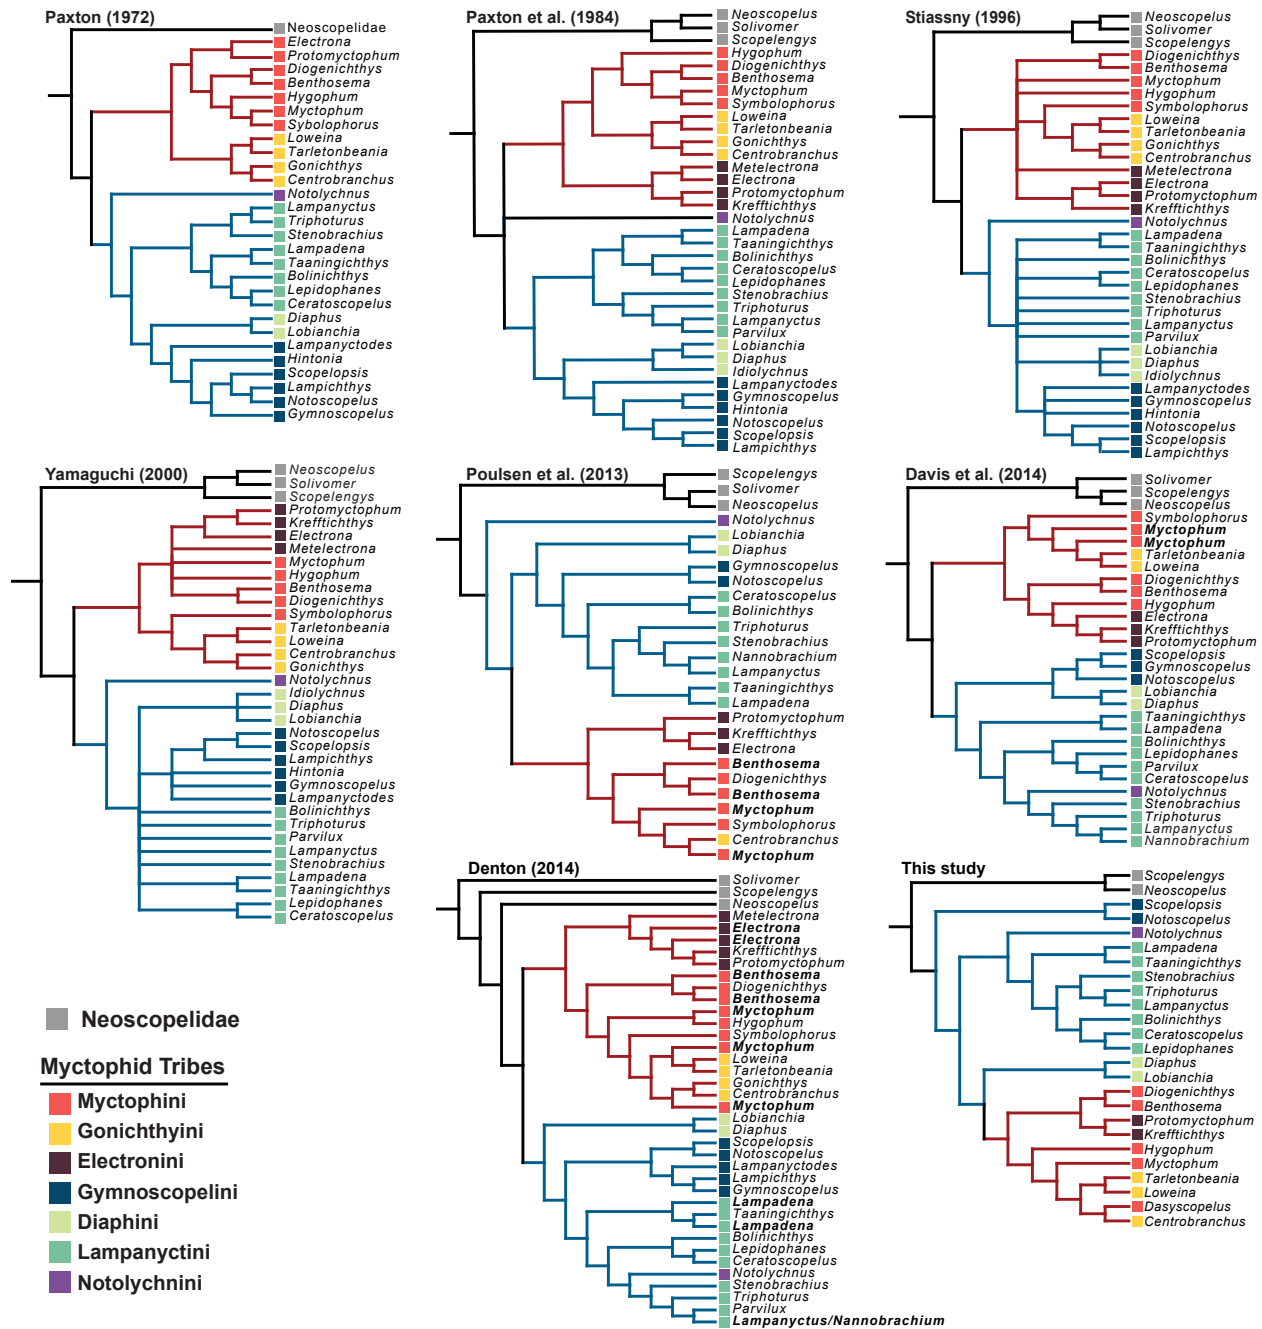 Paxton (1972)
Neoscopelidae
Electrona
Protomyctophum
Diogenichthys
Benthosema
Hygophum
Myctophum
Sybolophorus
Loweina
Tarletonbeania
Gonichthys
Centrobranchus
Notolychnus
Lampanyctus
Triphoturus
Stenobrachius
Lampadena
Taaningichthys
Bolinichthys
Lepidophanes
Ceratoscopelus
Diaphus
Lobianchia
Lampanyctodes
Hintonia
Scopelopsis
Lampichthys
Notoscopelus
Gymnoscopelus
Paxton et al. (1984)
Neoscopelus
Solivomer
Scopelengys
Hygophum
Diogenichthys
Benthosema
Myctophum
Symbolophorus
Loweina
Tarletonbeania
Gonichthys
Centrobranchus
Metelectrona
Electrona
Protomyctophum
Krefftichthys
Notolychnus
Lampadena
Taaningichthys
Bolinichthys
Ceratoscopelus
Lepidophanes
Stenobrachius
Triphoturus
Lampanyctus
Parvilux
Lobianchia
Diaphus
Idiolychnus
Lampanyctodes
Gymnoscopelus
Hintonia
Notoscopelus
Scopelopsis
Lampichthys
Stiassny (1996)
Neoscopelus
Solivomer
Scopelengys
Diogenichthys
Benthosema
Myctophum
Hygophum
Symbolophorus
Loweina
Tarletonbeania
Gonichthys
Centrobranchus
Metelectrona
Electrona
Protomyctophum
Krefftichthys
Notolychnus
Lampadena
Taaningichthys
Bolinichthys
Ceratoscopelus
Lepidophanes
Stenobrachius
Triphoturus
Lampanyctus
Parvilux
Lobianchia
Diaphus
Idiolychnus
Lampanyctodes
Gymnoscopelus
Hintonia
Notoscopelus
Scopelopsis
Lampichthys
Yamaguchi (2000)
Neoscopelus
Solivomer
Scopelengys
Protomyctophum
Krefftichthys
Electrona
Metelectrona
Myctophum
Hygophum
Benthosema
Diogenichthys
Symbolophorus
Tarletonbeania
Loweina
Centrobranchus
Gonichthys
Notolychnus
Idiolychnus
Diaphus
Lobianchia
Notoscopelus
Scopelopsis
Lampichthys
Hintonia
Gymnoscopelus
Lampanyctodes
Bolinichthys
Triphoturus
Parvilux
Lampanyctus
Stenobrachius
Lampadena
Taaningichthys
Lepidophanes
Ceratoscopelus
Poulsen et al. (2013)
Scopelengys
Solivomer
Neoscopelus
Notolychnus
Lobianchia
Diaphus
Gymnoscopelus
Notoscopelus
Ceratoscopelus
Bolinichthys
Triphoturus
Stenobrachius
Nannobrachium
Lampanyctus
Taaningichthys
Lampadena
Protomyctophum
Krefftichthys
Electrona
Benthosema
Diogenichthys
Benthosema
Myctophum
Symbolophorus
Centrobranchus
Myctophum
Davis et al. (2014)
Solivomer
Scopelengys
Neoscopelus
Symbolophorus
Myctophum
Myctophum
Tarletonbeania
Loweina
Diogenichthys
Benthosema
Hygophum
Electrona
Krefftichthys
Protomyctophum
Scopelopsis
Gymnoscopelus
Notoscopelus
Lobianchia
Diaphus
Taaningichthys
Lampadena
Bolinichthys
Lepidophanes
Parvilux
Ceratoscopelus
Notolychnus
Stenobrachius
Triphoturus
Lampanyctus
Nannobrachium
Denton (2014)
Solivomer
Scopelengys
Neoscopelus
Metelectrona
Electrona
Electrona
Krefftichthys
Protomyctophum
Benthosema
Diogenichthys
Benthosema
Myctophum
Hygophum
Symbolophorus
Myctophum
Loweina
Tarletonbeania
Gonichthys
Centrobranchus
Myctophum
Lobianchia
Diaphus
Scopelopsis
Notoscopelus
Lampanyctodes
Lampichthys
Gymnoscopelus
Lampadena
Taaningichthys
Lampadena
Bolinichthys
Lepidophanes
Ceratoscopelus
Notolychnus
Stenobrachius
Triphoturus
Parvilux
Lampanyctus/Nannobrachium
This study
Scopelengys
Neoscopelus
Scopelopsis
Notoscopelus
Notolychnus
Lampadena
Taaningichthys
Stenobrachius
Triphoturus
Lampanyctus
Bolinichthys
Ceratoscopelus
Lepidophanes
Diaphus
Lobianchia
Diogenichthys
Benthosema
Protomyctophum
Krefftichthys
Hygophum
Myctophum
Tarletonbeania
Loweina
Dasyscopelus
Centrobranchus
Neoscopelidae
Myctophid Tribes
Myctophini
Gonichthyini
Electronini
Gymnoscopelini
Diaphini
Lampanyctini
Notolychnini